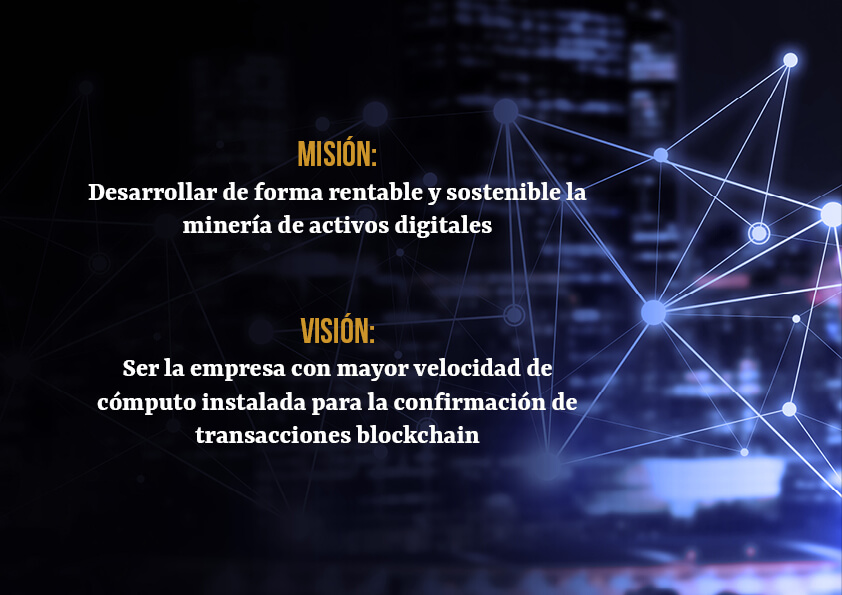 MISIÓN:
Desarrollar de forma rentable y sostenible la
minería de activos digitales
VISIÓN:
Ser la empresa con mayor velocidad de
cómputo instalada para la confirmación de
transacciones blockchain